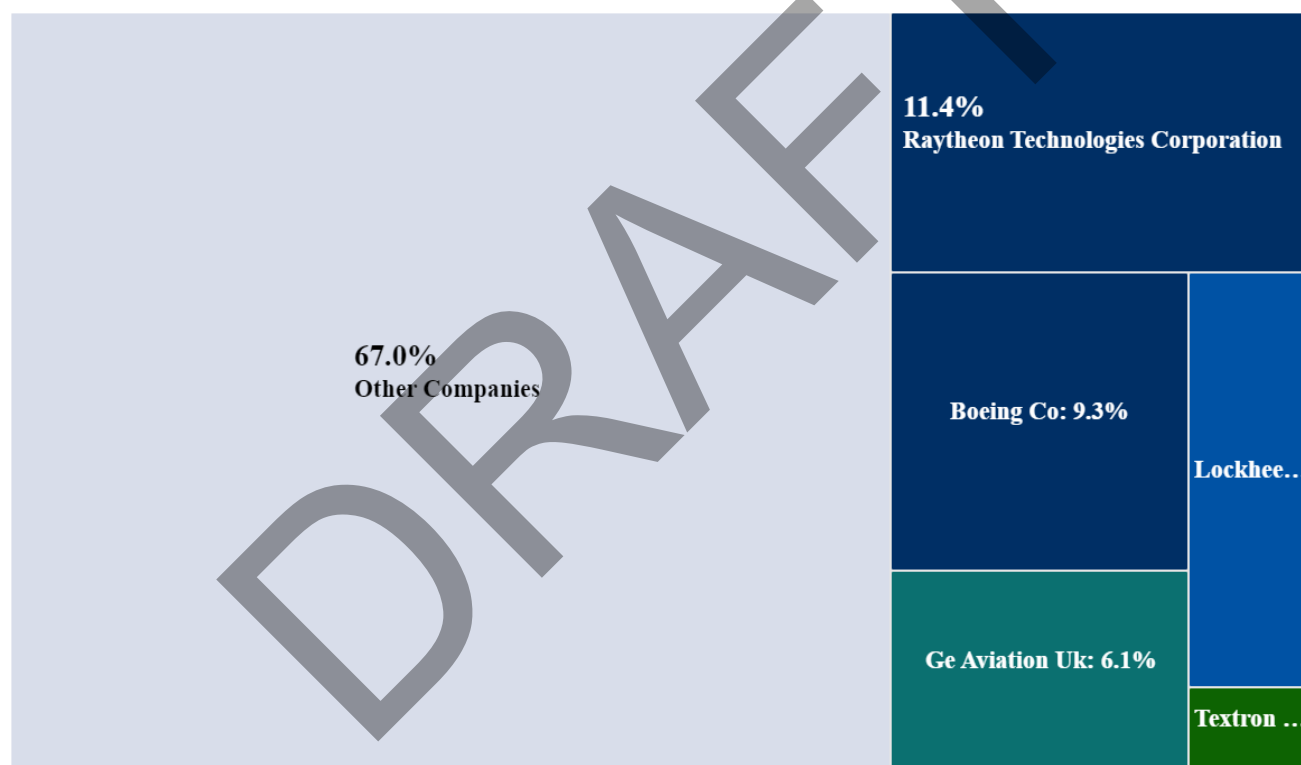 11.4%
Raytheon Technologies Corporation
67.0%
Other Companies
Boeing Co: 9.3%
Lockhee...
Ge Aviation Uk: 6.1%
Textron ...
DRAFT